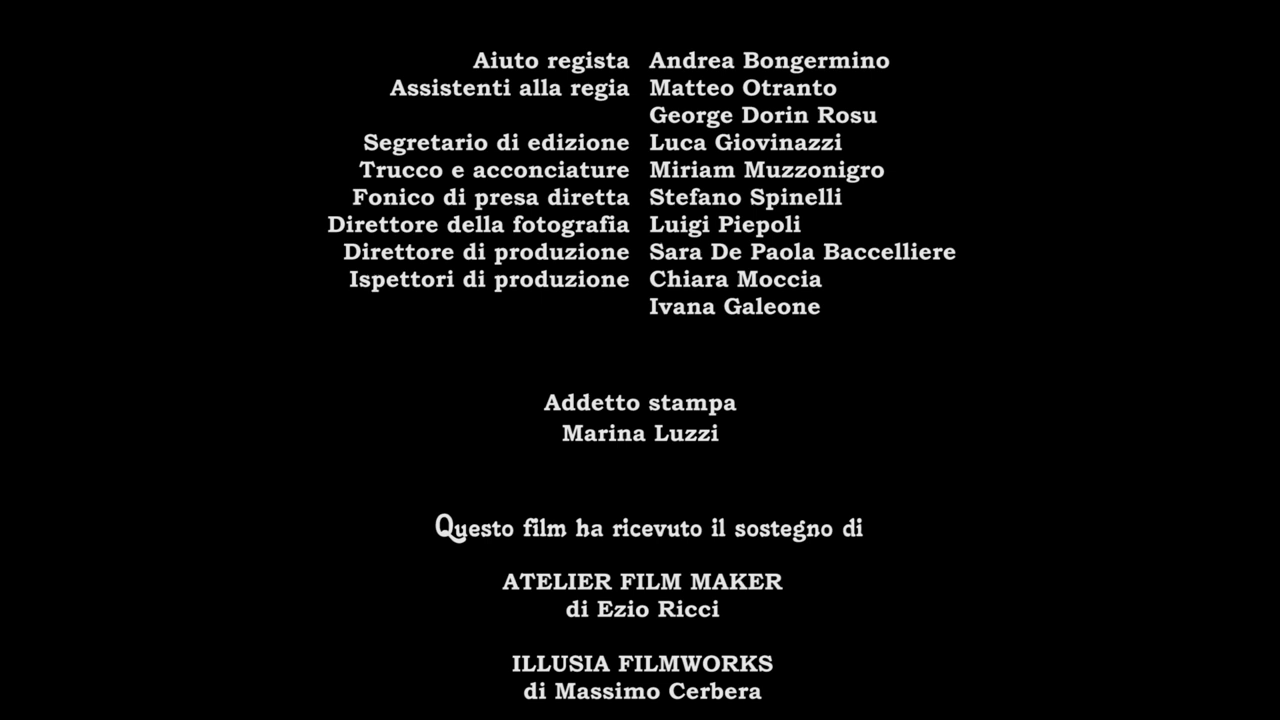 Aiuto regista Andrea Bongermino
Assistenti alla regia Matteo Otranto
George Dorin Rosu
Segretario di edizione Luca Giovinazzi
Trucco e acconciature Miriam Muzzonigro
Fonico di presa diretta Stefano Spinelli
Direttore della fotografia Luigi Piepoli
Direttore di produzione Sara De Paola Baccelliere
Ispettori di produzione Chiara Moccia
Ivana Galeone
Addetto stampa
Marina Luzzi
Questo film ha ricevuto il sostegno di
ATELIER FILM MAKER
di Ezio Ricci
ILLUSIA FILMWORKS
di Massimo Cerbera